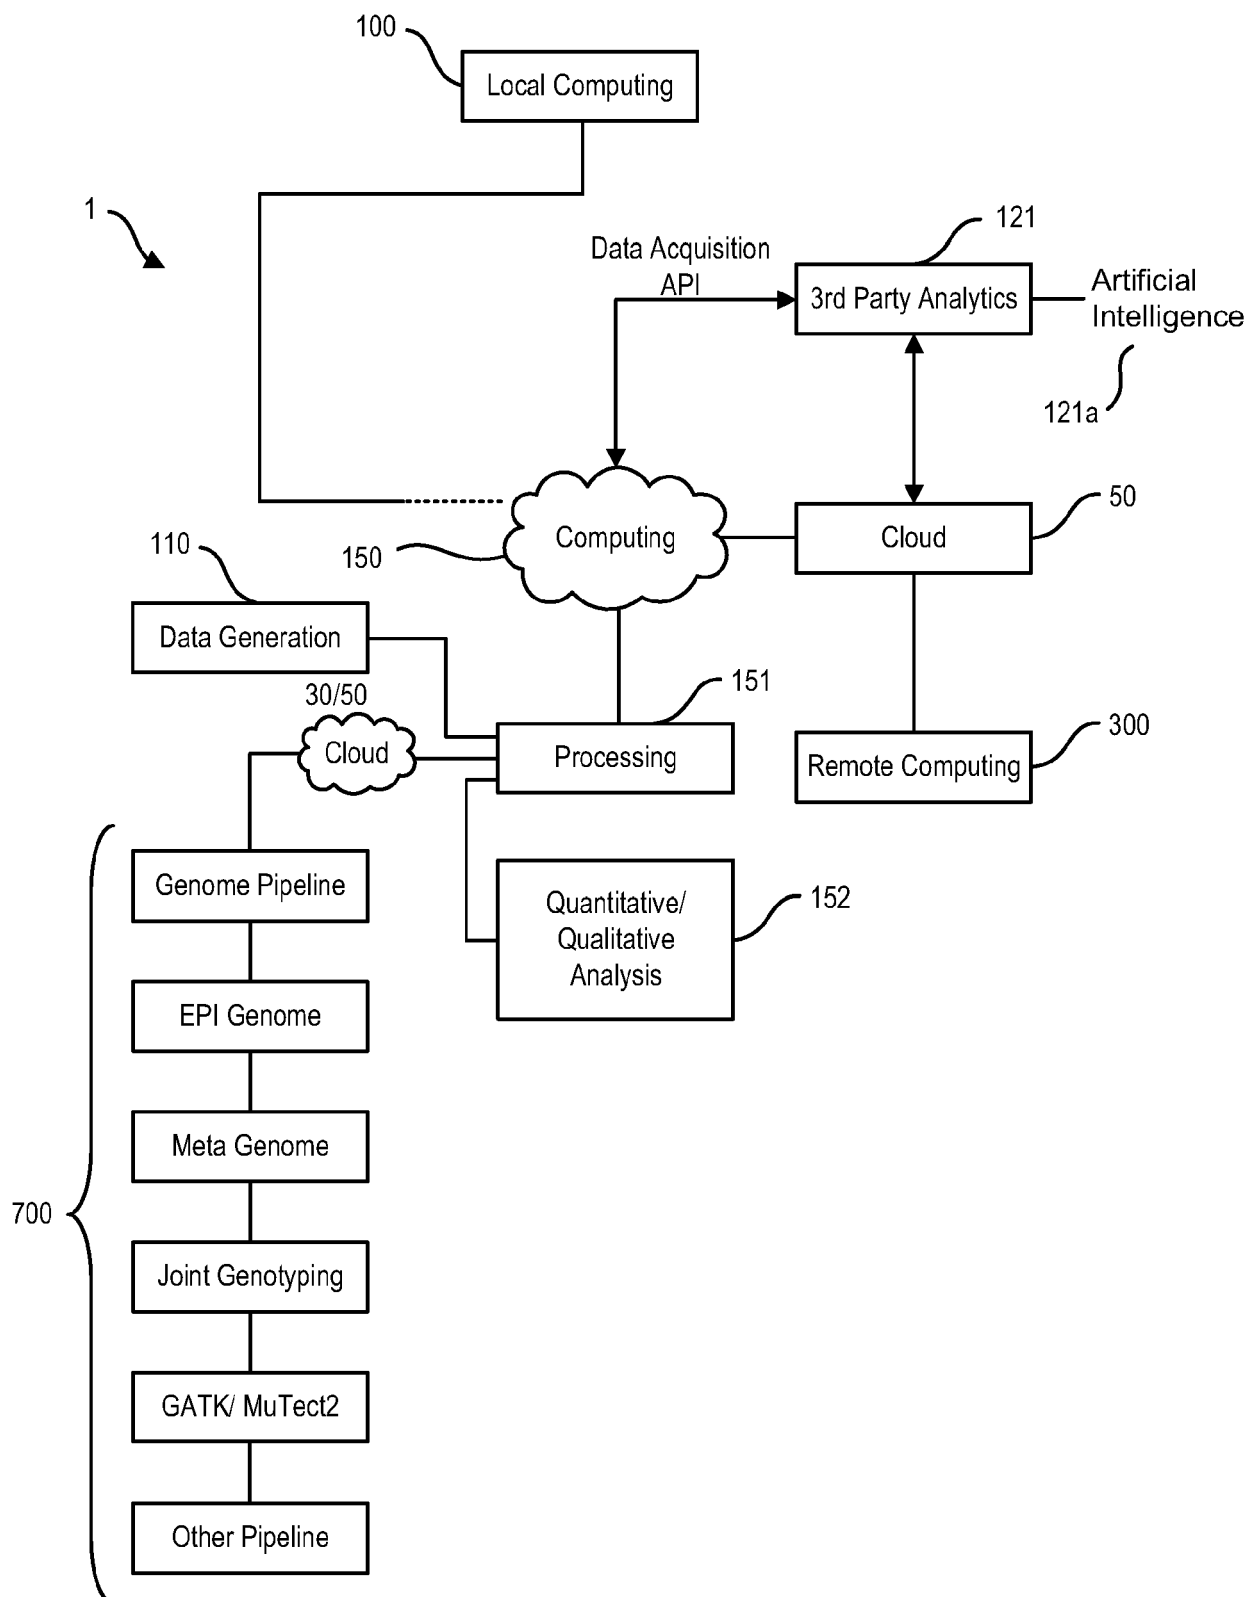 100
Local Computing
1
121
Data Acquisition
API
3rd Party Analytics
Artificial
Intelligence
121a
50
Computing
Cloud
150
110
Data Generation
30/50
Cloud
151
Processing
300
Remote Computing
Genome Pipeline
Quantitative/
Qualitative
Analysis
152
EPI Genome
Meta Genome
700
Joint Genotyping
GATK/ MuTect2
Other Pipeline